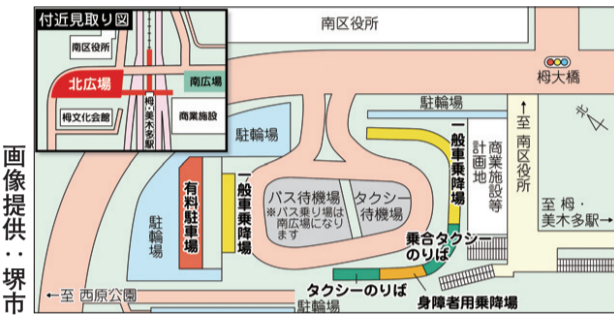 付近見取り図
南区役所
北広場
南広場
栂文化会館
栂・美木多駅
商業施設
南区役所
栂大橋
北
駐輪場
駐輪場
一般車乗降場
商業施設等
計画地
←至 南区役所
至 栂・
美木多駅→
有料駐車場
一般車乗降場
駐輪場
バス待機場
※バス乗り場は
南広場になり
ます
タクシー
待機場
乗合タクシー
のりば
タクシーのりば
身障者用乗降場
←至 西原公園
駐輪場
画像提供：堺市